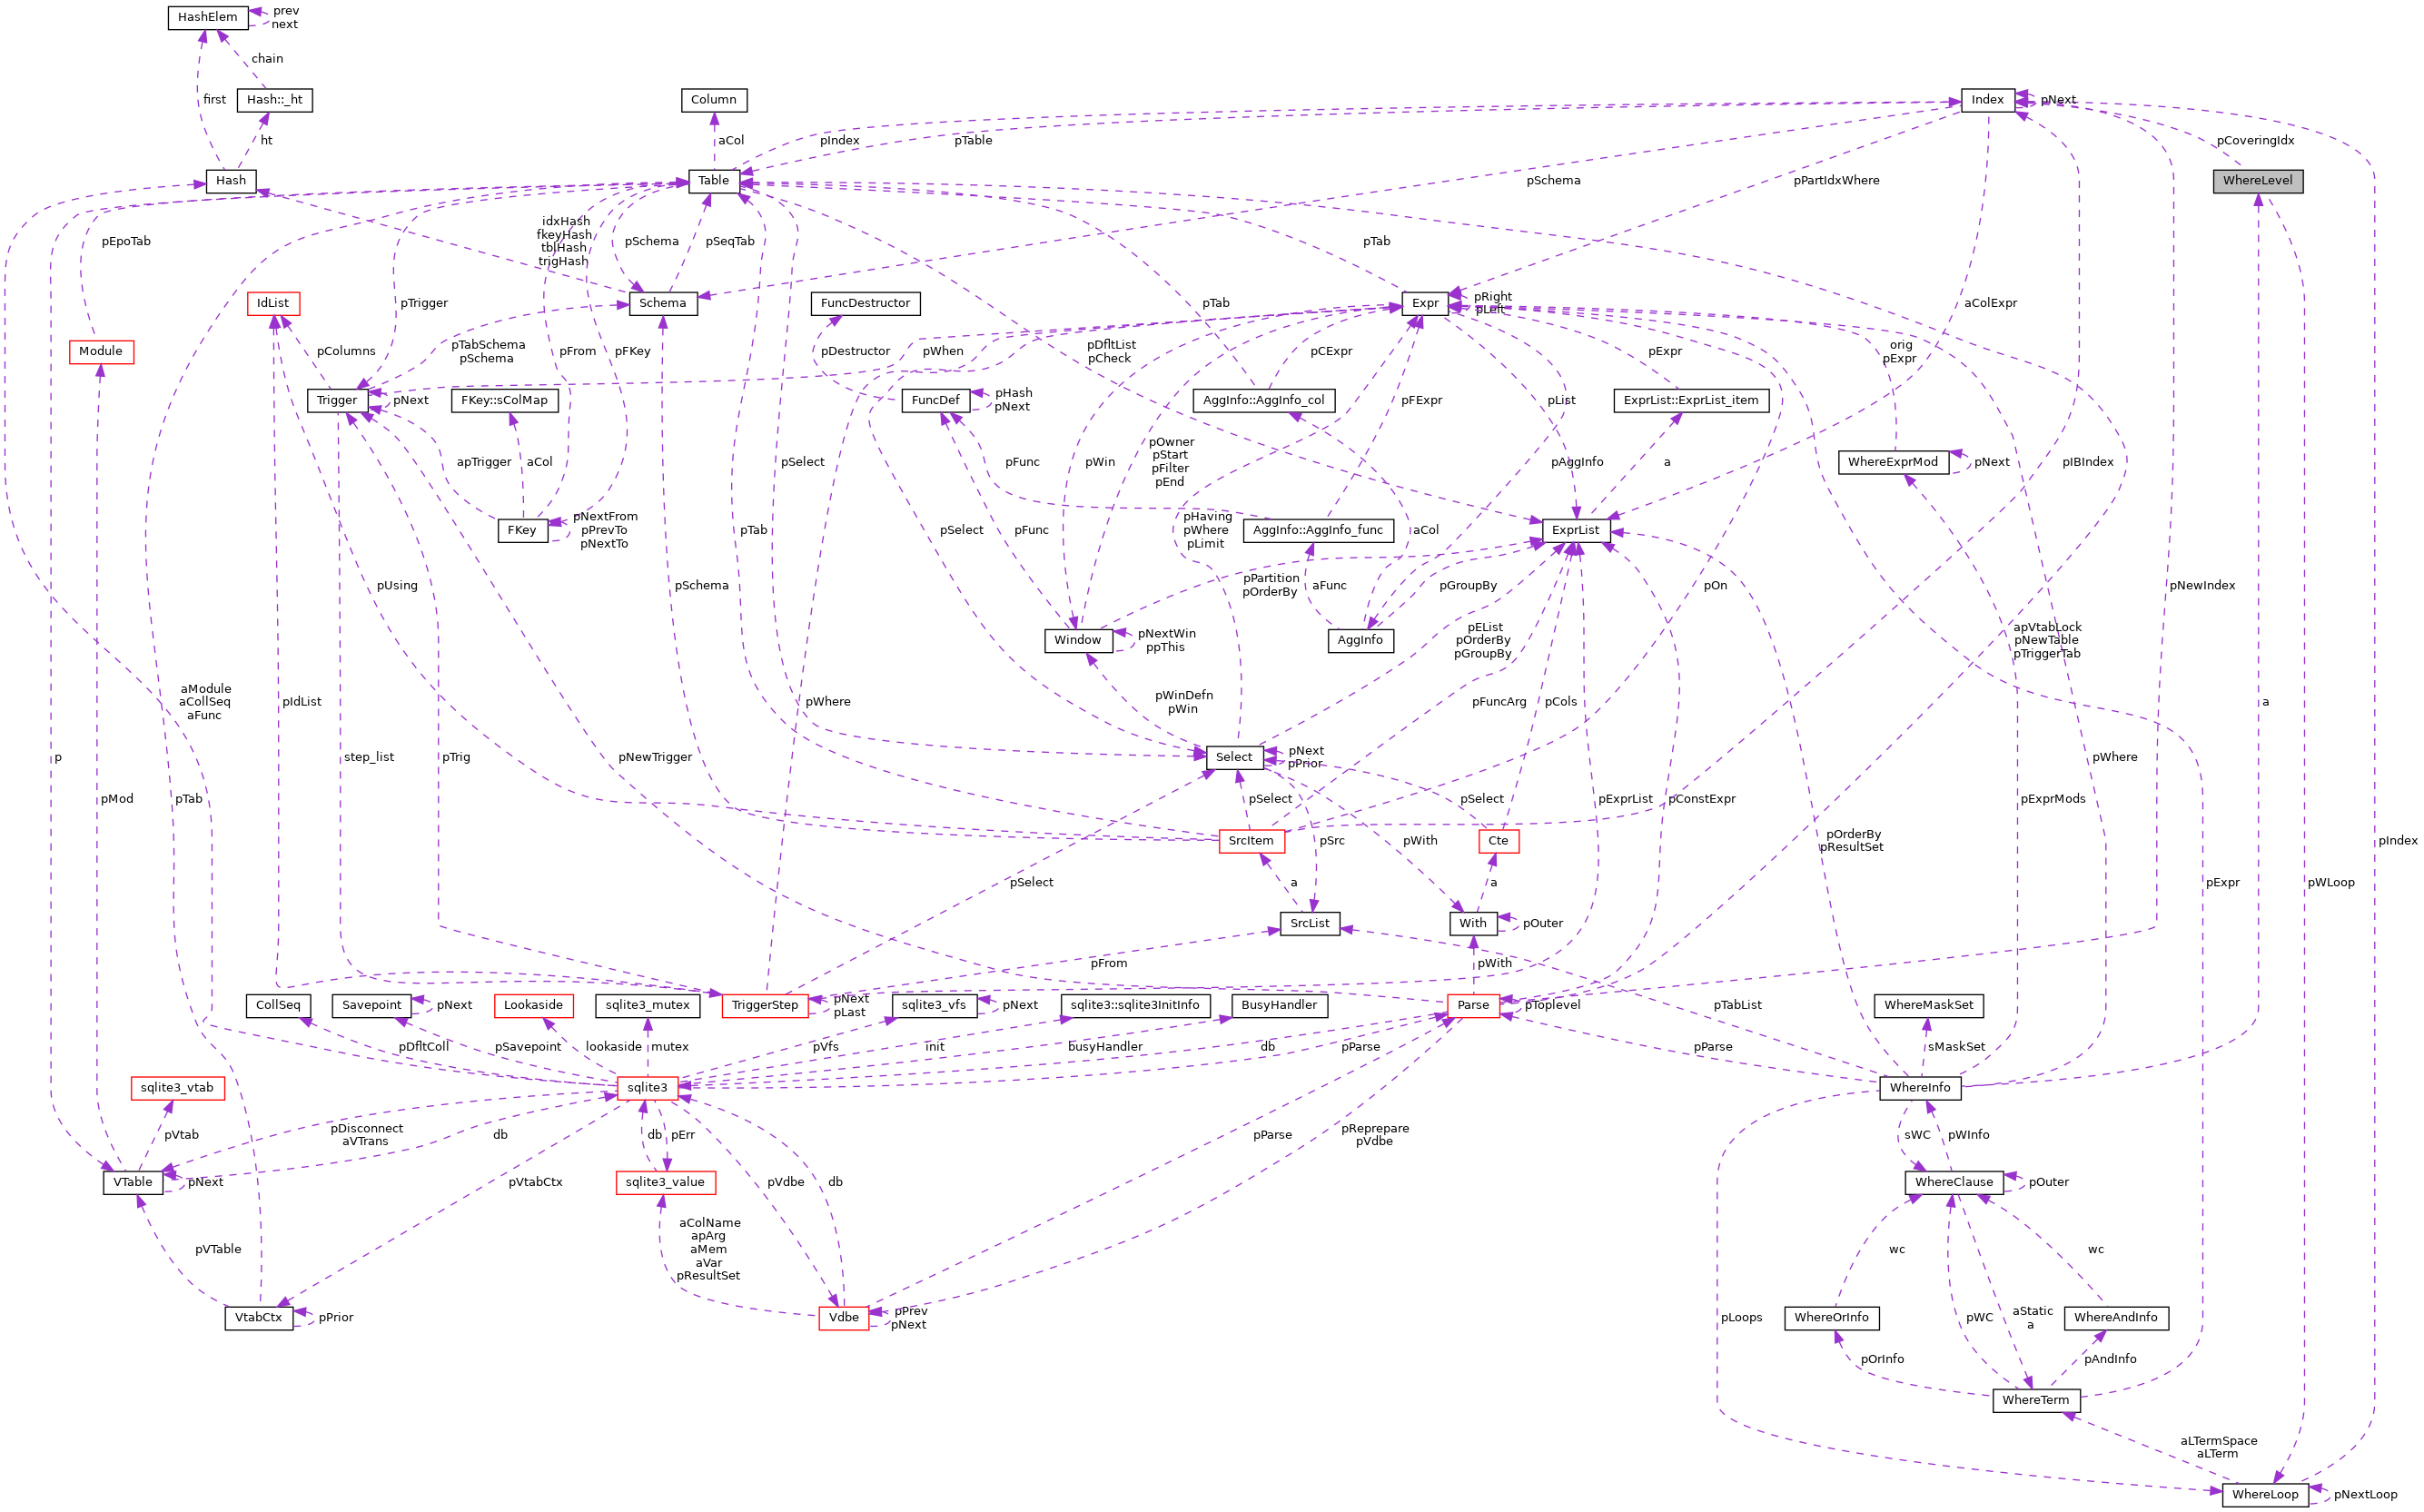 HashElem
prev
next
chain
first
Hash::_ht
Column
Index
pNext
ht
aCol
pIndex
pTable
pCoveringIdx
Hash
Table
pSchema
pPartIdxWhere
WhereLevel
idxHash
fkeyHash
tblHash
trigHash
pEpoTab
pSchema
pSeqTab
pTab
IdList
pTrigger
Schema
FuncDestructor
pTab
Expr
pRight
pLeft
aColExpr
Module
pColumns
pTabSchema
pSchema
pFrom
pFKey
pWhen
pDestructor
pDfltList
pCheck
pCExpr
pExpr
orig
pExpr
Trigger
pNext
FKey::sColMap
FuncDef
pHash
pNext
AggInfo::AggInfo_col
pFExpr
pList
ExprList::ExprList_item
apTrigger
aCol
pSelect
pFunc
pWin
pOwner
pStart
pFilter
pEnd
pAggInfo
a
WhereExprMod
pNext
pIBIndex
FKey
pNextFrom
pPrevTo
pNextTo
pTab
pSelect
pFunc
pHaving
pWhere
pLimit
AggInfo::AggInfo_func
aCol
ExprList
pUsing
pSchema
pPartition
pOrderBy
aFunc
pGroupBy
pOn
pNewIndex
Window
pNextWin
ppThis
AggInfo
pEList
pOrderBy
pGroupBy
apVtabLock
pNewTable
pTriggerTab
aModule
aCollSeq
aFunc
pIdList
pWhere
pWinDefn
pWin
pFuncArg
pCols
a
p
step_list
pTrig
pNewTrigger
Select
pNext
pPrior
pWhere
pMod
pTab
pSelect
pSelect
pExprList
pConstExpr
pExprMods
SrcItem
pSrc
pWith
Cte
pOrderBy
pResultSet
pIndex
pSelect
a
a
pExpr
pWLoop
SrcList
With
pOuter
pFrom
pWith
CollSeq
Savepoint
pNext
Lookaside
sqlite3_mutex
TriggerStep
pNext
pLast
sqlite3_vfs
pNext
sqlite3::sqlite3InitInfo
BusyHandler
Parse
pToplevel
pTabList
WhereMaskSet
pDfltColl
pSavepoint
lookaside
mutex
pVfs
init
busyHandler
db
pParse
pParse
sMaskSet
sqlite3_vtab
sqlite3
WhereInfo
pVtab
pDisconnect
aVTrans
db
db
pErr
pParse
pReprepare
pVdbe
sWC
pWInfo
VTable
pNext
pVtabCtx
sqlite3_value
pVdbe
db
WhereClause
pOuter
pVTable
aColName
apArg
aMem
aVar
pResultSet
wc
wc
VtabCtx
pPrior
Vdbe
pPrev
pNext
pLoops
WhereOrInfo
pWC
aStatic
a
WhereAndInfo
pOrInfo
pAndInfo
WhereTerm
aLTermSpace
aLTerm
WhereLoop
pNextLoop